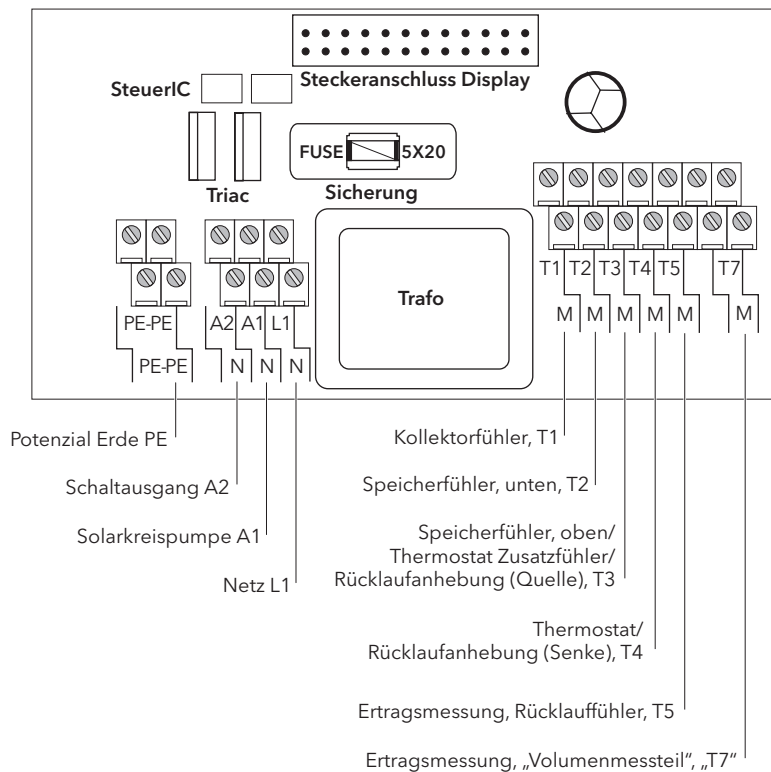 Steckeranschluss Display
SteuerIC
FUSE 5X20
Triac
Sicherung
Trafo
T1 T2 T3 T4 T5 T7
M M M M M M
PE-PE A2 A1 L1
PE-PE N N N
Potenzial Erde PE
Schaltausgang A2
Solarkreispumpe A1
Netz L1
Kollektorfühler, T1
Speicherfühler, unten, T2
Speicherfühler, oben/
Thermostat Zusatzfühler/
Rücklaufanhebung (Quelle), T3
Thermostat/
Rücklaufanhebung (Senke), T4
Ertragsmessung, Rücklauffühler, T5
Ertragsmessung, „Volumenmessteil“, „T7“